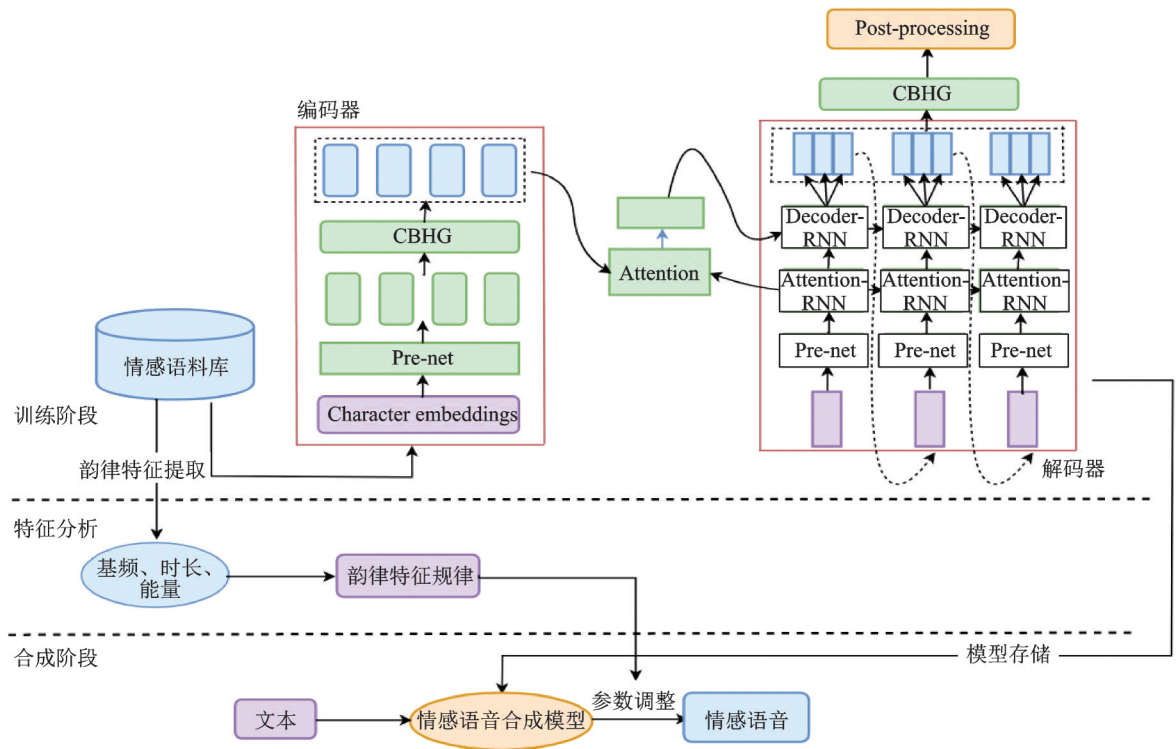 Post-processing
CBHG
编码器
Decoder-
RNN
Decoder-
RNN
Decoder-
RNN
CBHG
Attention
Attention-
RNN
Attention-
RNN
Attention-
RNN
情感语料库
Pre-net
Pre-net
Pre-net
Pre-net
Character embeddings
训练阶段
韵律特征提取
解码器
特征分析
基频、时长、
能量
韵律特征规律
合成阶段
模型存储
文本
情感语音合成模型
参数调整
情感语音